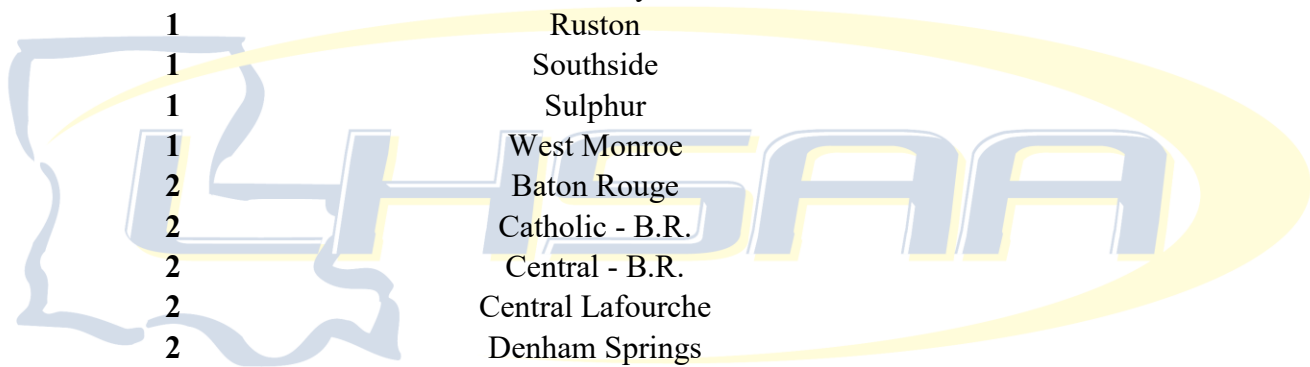 1 Ruston
1 Southside
1 Sulphur
1 West Monroe
2 Baton Rouge
2 Catholic - B.R.
2 Central - B.R.
2 Central Lafourche
2 Denham Springs
LHSAA